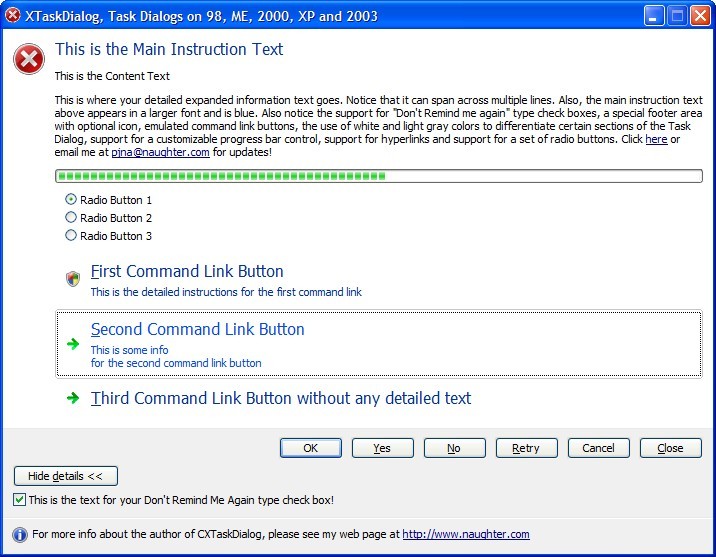 XTaskDialog, Task Dialogs on 98, ME, 2000, XP and 2003
This is the Main Instruction Text
This is the Content Text
This is where your detailed expanded information text goes. Notice that it can span across multiple lines. Also, the main instruction text
above appears in a larger font and is blue. Also notice the support for "Don't Remind me again" type check boxes, a special footer area
with optional icon, emulated command link buttons, the use of white and light gray colors to differentiate certain sections of the Task
Dialog, support for a customizable progress bar control, support for hyperlinks and support for a set of radio buttons. Click here or
email me at pjna@naughter.com for updates!
Radio Button 1
Radio Button 2
Radio Button 3
First Command Link Button
This is the detailed instructions for the first command link
Second Command Link Button
This is some info
for the second command link button
Third Command Link Button without any detailed text
OK Yes No Retry Cancel Close
Hide details <<
This is the text for your Don't Remind Me Again type check box!
For more info about the author of CXTaskDialog, please see my web page at http://www.naughter.com